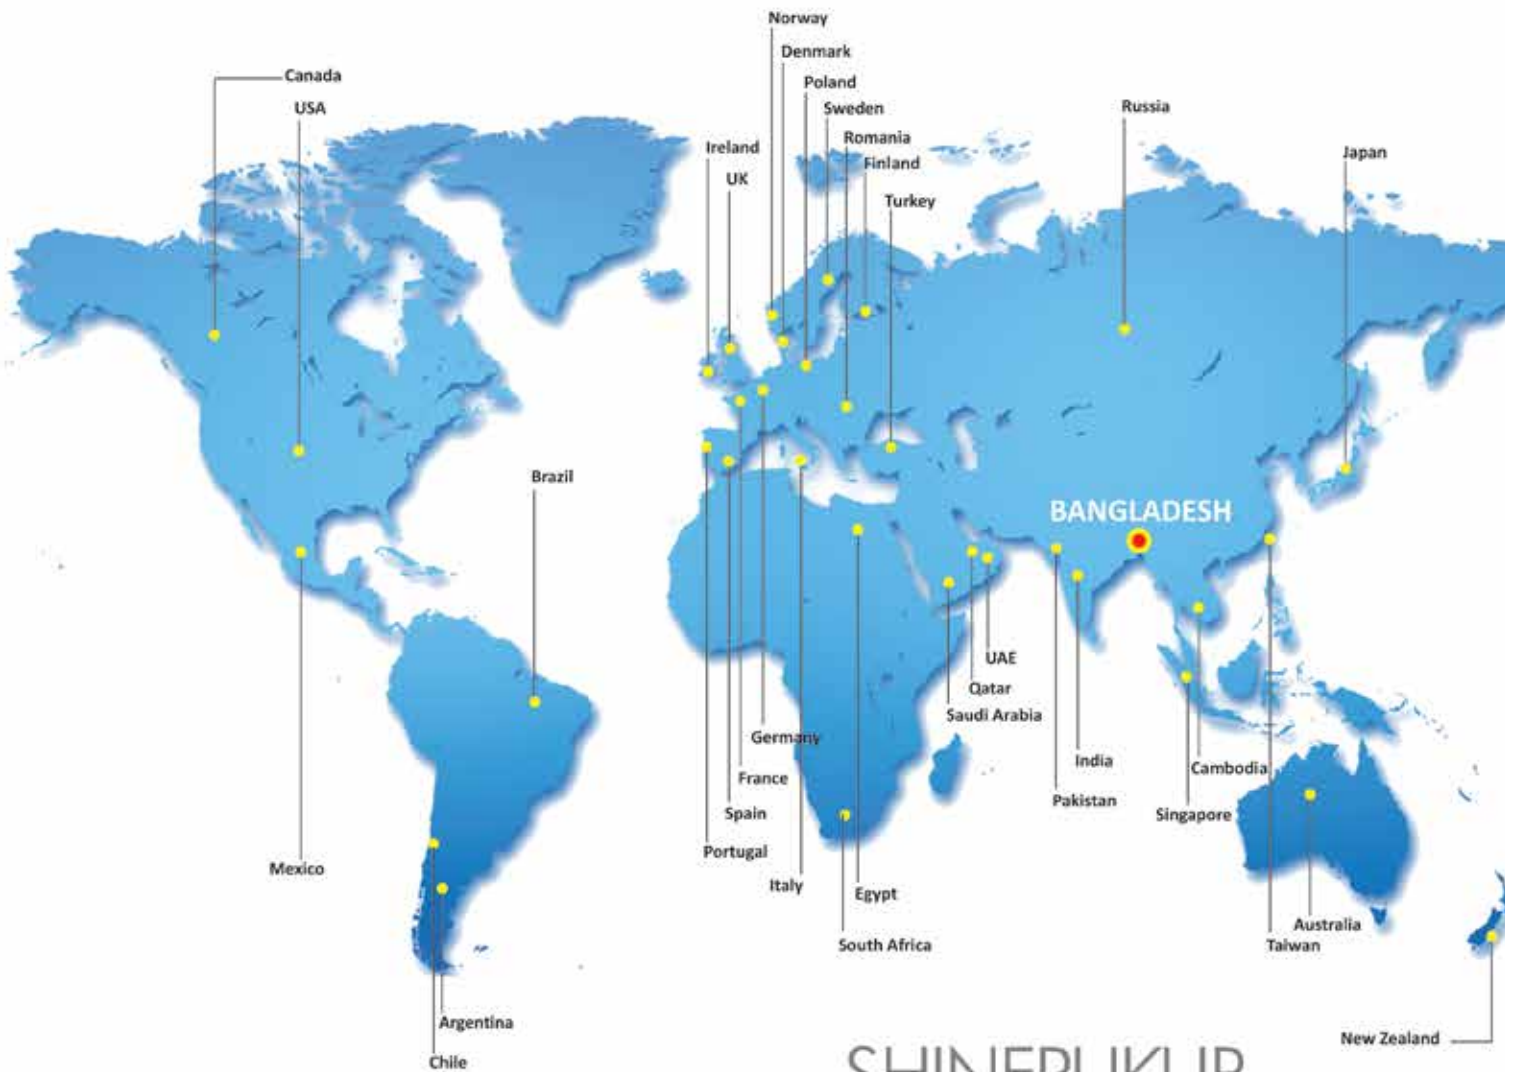 Norway
Denmark
Canada
Poland
USA
Sweden
Russia
Romania
Ireland
Japan
Finland
UK
Turkey
Brazil
BANGLADESH
UAE
Qatar
Saudi Arabia
Germany
India
Cambodia
France
Pakistan
Spain
Singapore
Portugal
Mexico
Italy
Egypt
Australia
South Africa
Taiwan
Argentina
New Zealand
Chile
SHINEPUKUR